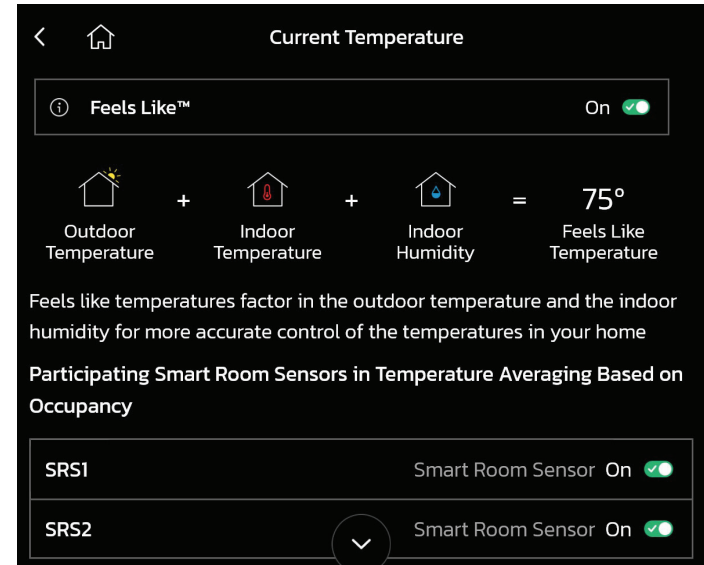 Current Temperature
Feels Like™ On
+ + = 75°
Outdoor Temperature
Indoor Temperature
Indoor Humidity
Feels Like Temperature
Feels like temperatures factor in the outdoor temperature and the indoor
humidity for more accurate control of the temperatures in your home
Participating Smart Room Sensors in Temperature Averaging Based on
Occupancy
SRS1 Smart Room Sensor On
SRS2 Smart Room Sensor On